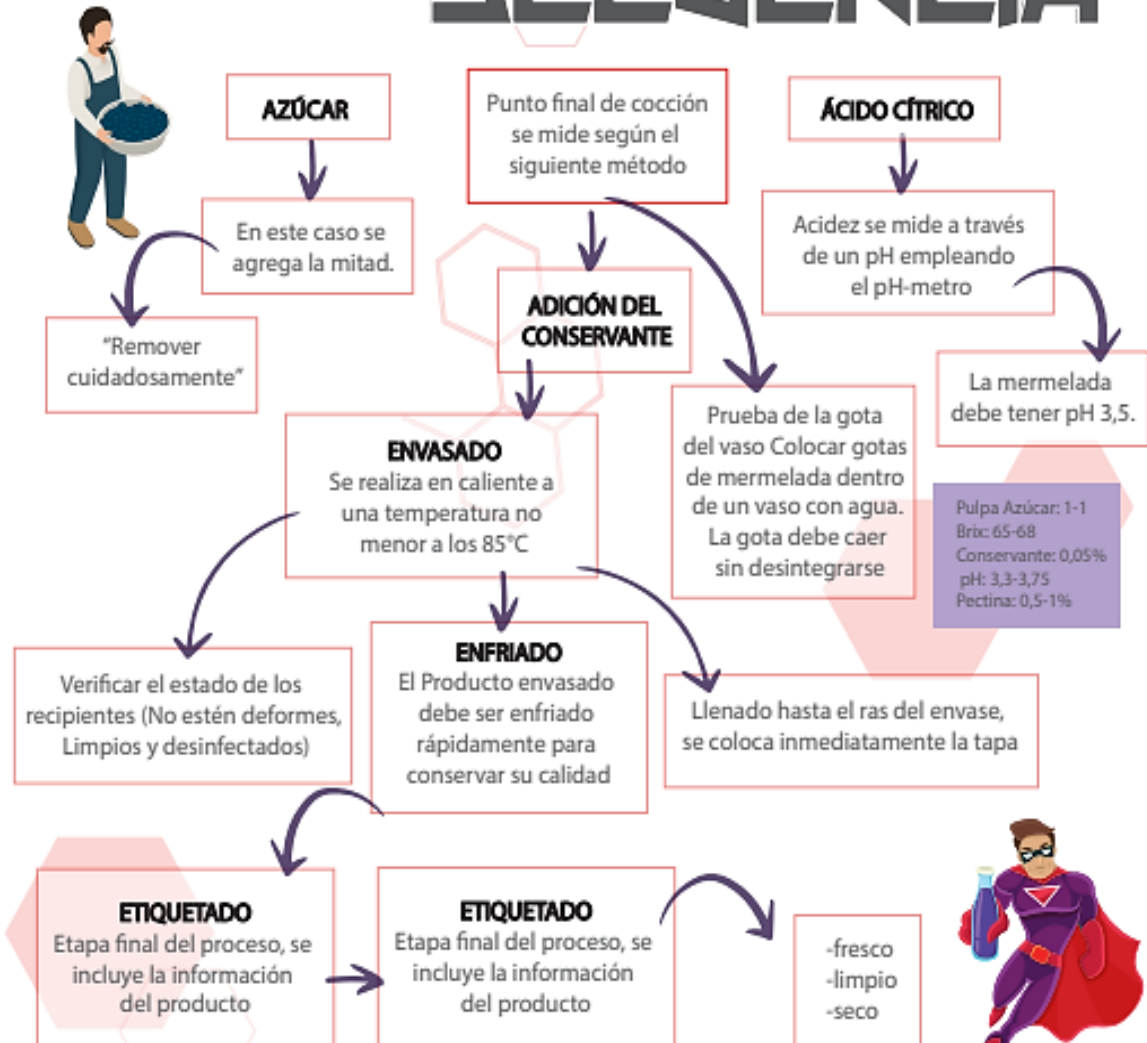 SECUENCIA
AZÚCAR
En este caso se
agrega la mitad.
"Remover
cuidadosamente"
Punto final de cocción
se mide según el
siguiente método
ÁCIDO CÍTRICO
Acidez se mide a través
de un pH empleando
el pH-metro
La mermelada
debe tener pH 3,5.
ADICIÓN DEL
CONSERVANTE
Prueba de la gota
del vaso Colocar gotas
de mermelada dentro
de un vaso con agua.
La gota debe caer
sin desintegrarse
Pulpa Azúcar: 1-1
Brix: 65-68
Conservante: 0,05%
pH: 3,3-3,75
Pectina: 0,5-1%
ENVASADO
Se realiza en caliente a
una temperatura no
menor a los 85°C
Verificar el estado de los
recipientes (No estén deformes,
Limpios y desinfectados)
ENFRIADO
El Producto envasado
debe ser enfriado
rápidamente para
conservar su calidad
Llenado hasta el ras del envase,
se coloca inmediatamente la tapa
ETIQUETADO
Etapa final del proceso, se
incluye la información
del producto
ETIQUETADO
Etapa final del proceso, se
incluye la información
del producto
-fresco
-limpio
-seco